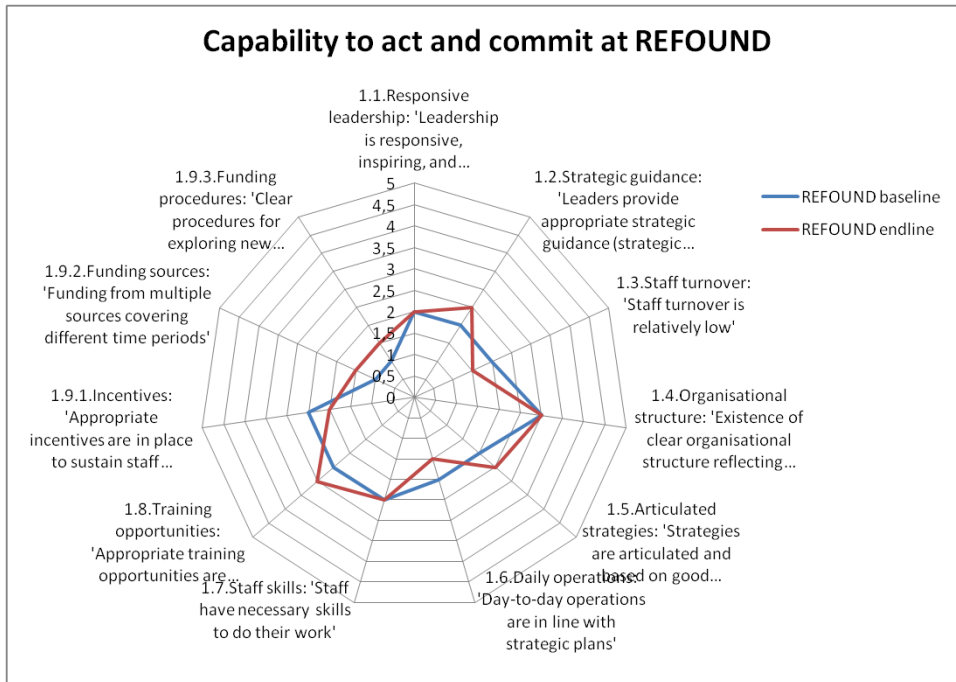 Capability to act and commit at REFOUND
1.1.Responsive
leadership: 'Leadership
is responsive,
inspiring, and...
1.2.Strategic guidance:
'Leaders provide
appropriate strategic
guidance (strategic...
1.3.Staff turnover:
'Staff turnover is
relatively low'
1.4.Organisational
structure: 'Existence of
clear organisational
structure reflecting...
1.5.Articulated
strategies: 'Strategies
are articulated and
based on good...
1.6.Daily operations:
'Day-to-day operations
are in line with
strategic plans'
1.7.Staff skills: 'Staff
have necessary skills
to do their work'
1.8.Training
opportunities:
'Appropriate training
opportunities are...
1.9.1.Incentives:
'Appropriate
incentives are in place
to sustain staff...
1.9.2.Funding sources:
'Funding from multiple
sources covering
different time periods'
1.9.3.Funding
procedures: 'Clear
procedures for
exploring new...
5
4,5
4
3,5
3
2,5
2
1,5
1
0,5
0
REFOUND baseline
REFOUND endline